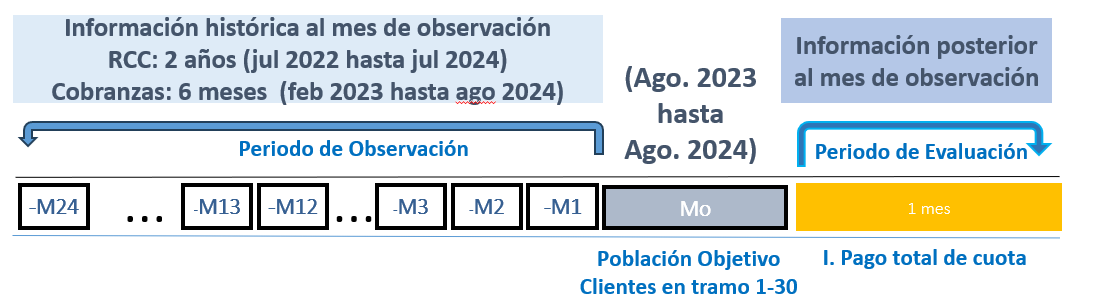 Información histórica al mes de observación
RCC: 2 años (jul 2022 hasta jul 2024)
Cobranzas: 6 meses (feb 2023 hasta ago 2024)
(Ago. 2023
hasta
Ago. 2024)
Información posterior
al mes de observación
Periodo de Observación
Periodo de Evaluación
-M24
...
-M13
-M12
...
-M3
-M2
-M1
Mo
1 mes
Población Objetivo
Clientes en tramo 1-30
I. Pago total de cuota